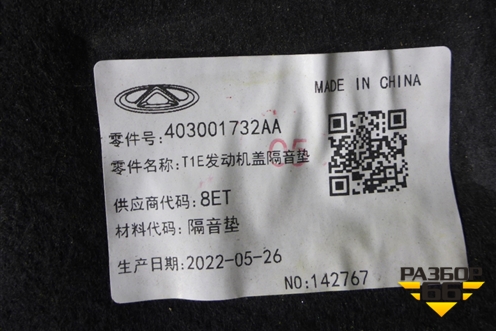 MADE IN CHINA
零件号:403001732AA
零件名称:T1E发动机盖隔音垫
05
供应商代码:8ET
材料代码:隔音垫
生产日期:2022-05-26
NO:142767
РАЗБОР
66